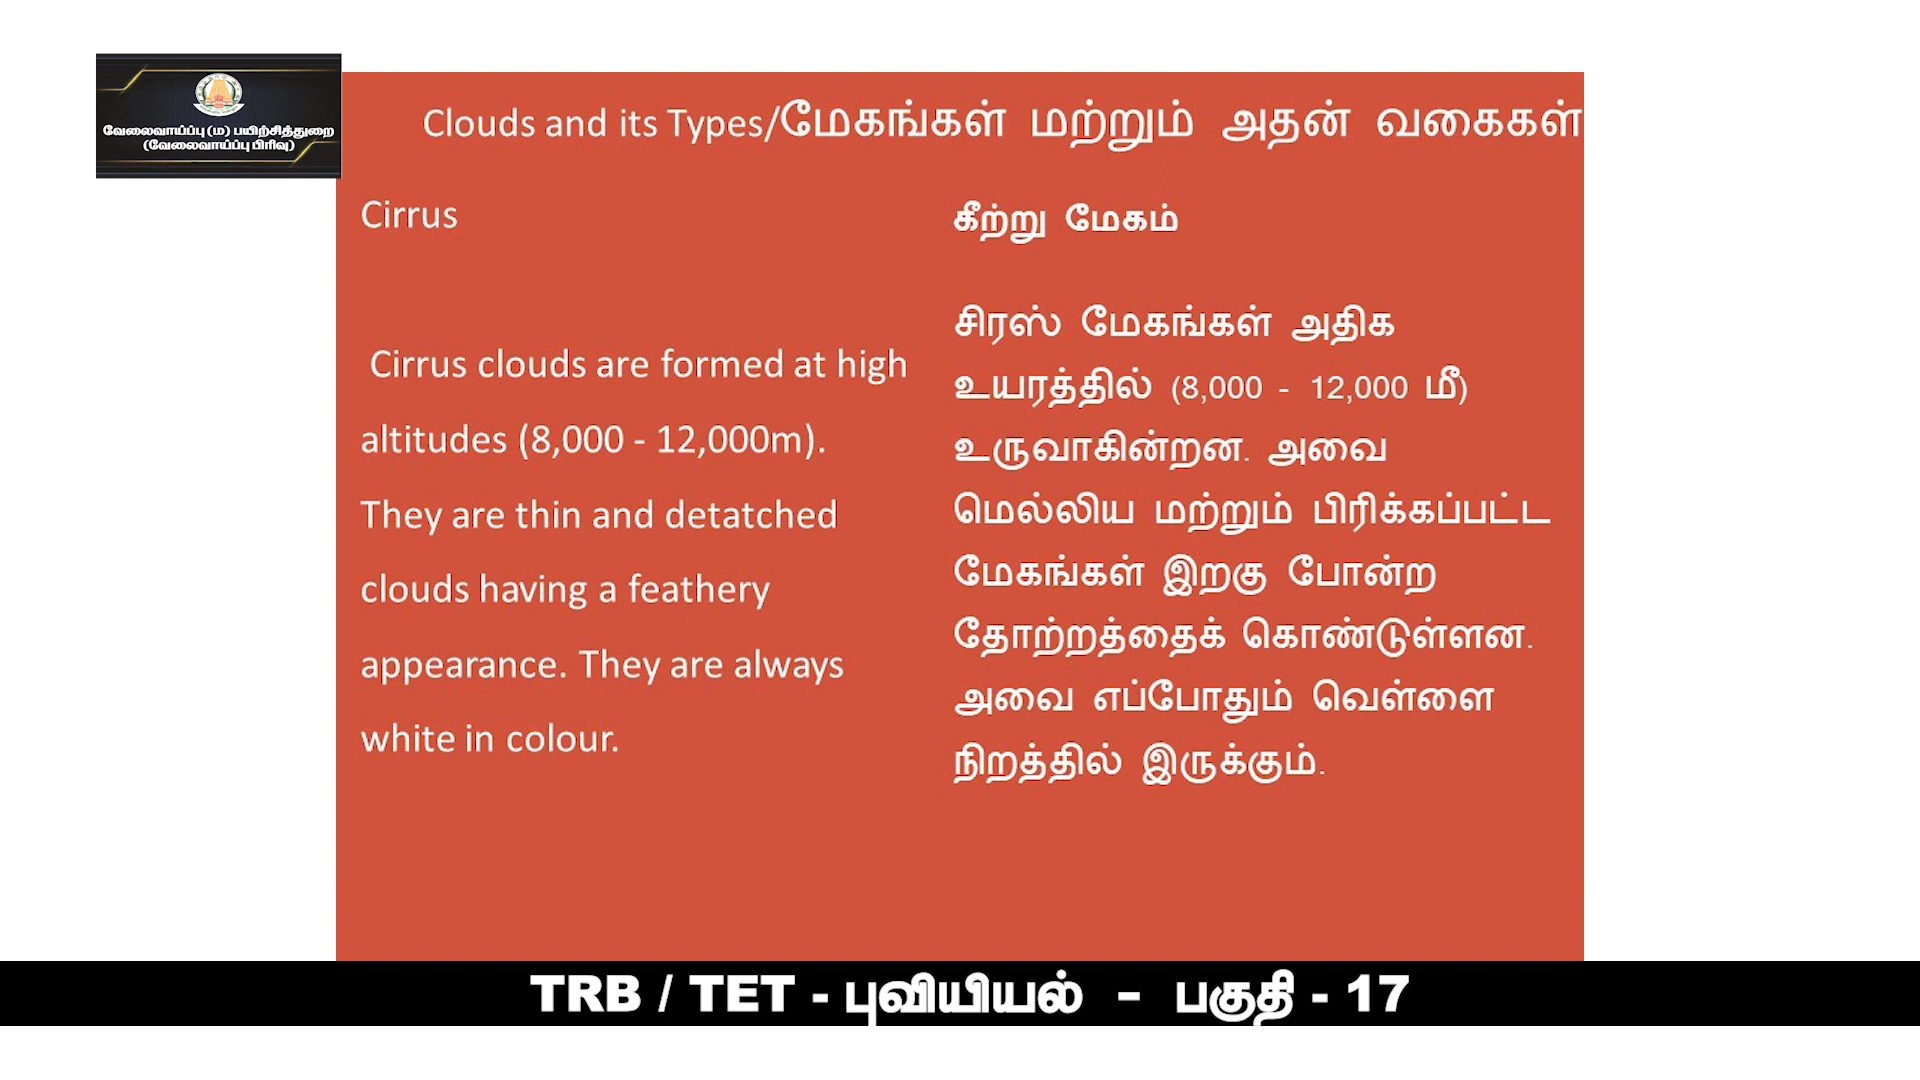 வேலைவாய்ப்பு (ம) பயிற்சித்துறை
(வேலைவாய்ப்பு பிரிவு)
Clouds and its Types/மேகங்கள் மற்றும் அதன் வகைகள்
Cirrus
Cirrus clouds are formed at high
altitudes (8,000 - 12,000m).
They are thin and detatched
clouds having a feathery
appearance. They are always
white in colour.
கீற்று மேகம்
சிரஸ் மேகங்கள் அதிக
உயரத்தில் (8,000 - 12,000 மீ)
உருவாகின்றன. அவை
மெல்லிய மற்றும் பிரிக்கப்பட்ட
மேகங்கள் இறகு போன்ற
தோற்றத்தைக் கொண்டுள்ளன.
அவை எப்போதும் வெள்ளை
நிறத்தில் இருக்கும்.
TRB / TET - புவியியல் - பகுதி - 17